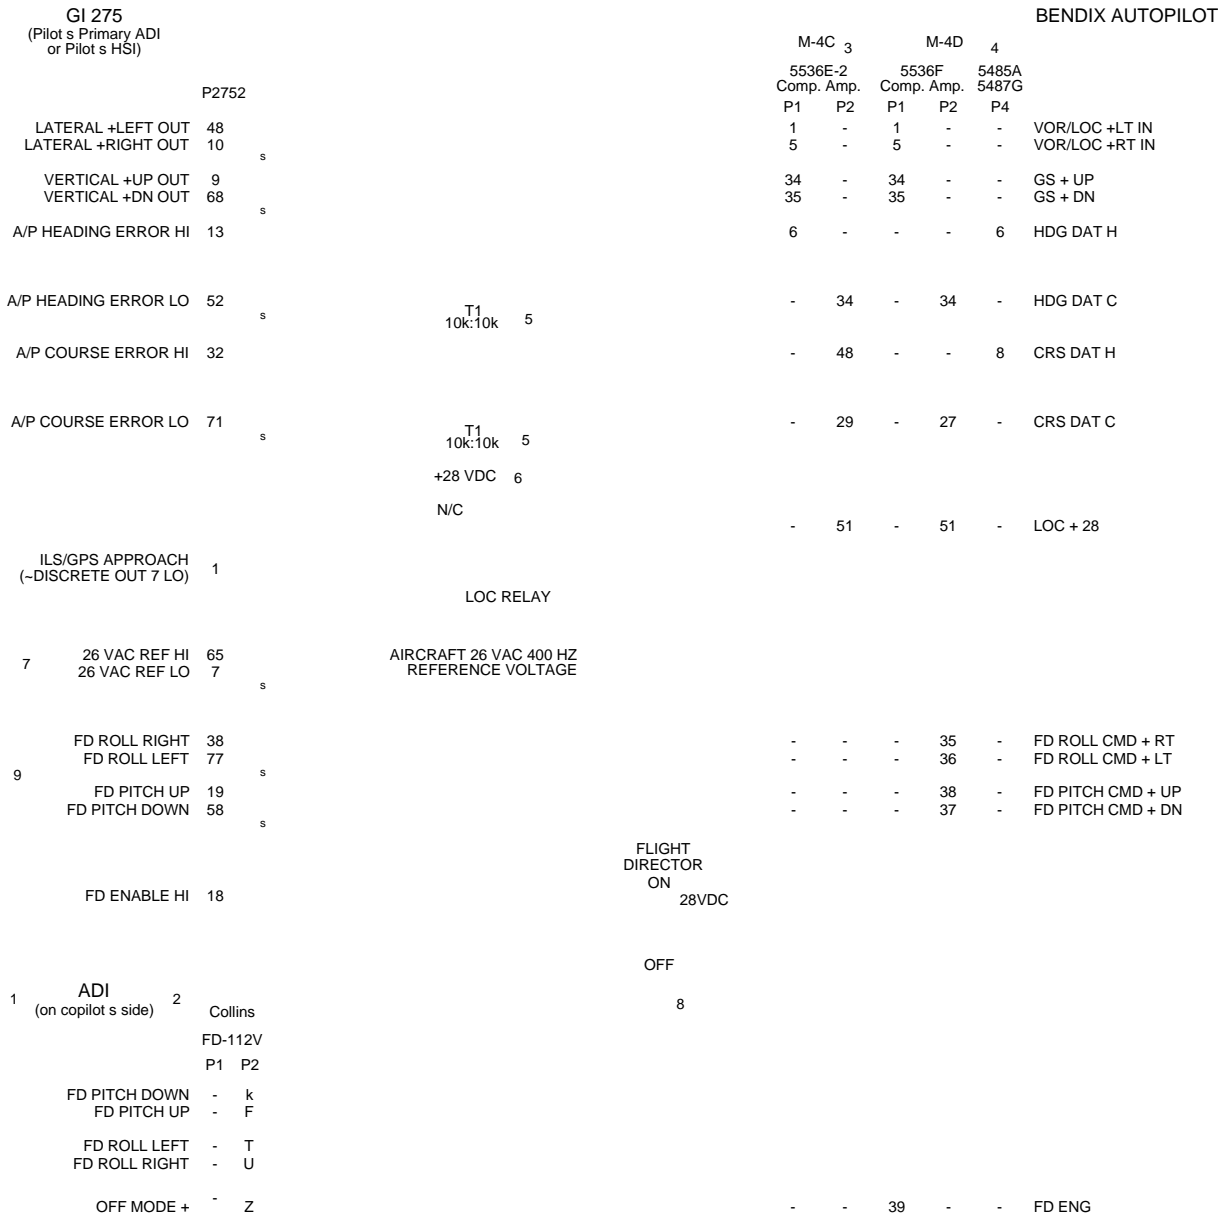 GI 275
(Pilot s Primary ADI
or Pilot s HSI)
BENDIX AUTOPILOT
M-4C 3 M-4D 4
5536E-2 5536F 5485A
Comp. Amp. Comp. Amp. 5487G
P2752
P1 P2 P1 P2 P4
LATERAL +LEFT OUT 48 1 - 1 - - VOR/LOC +LT IN
LATERAL +RIGHT OUT 10 5 - 5 - - VOR/LOC +RT IN
s
VERTICAL +UP OUT 9 34 - 34 - - GS + UP
VERTICAL +DN OUT 68 35 - 35 - - GS + DN
s
A/P HEADING ERROR HI 13 6 - - - 6 HDG DAT H
A/P HEADING ERROR LO 52 - 34 - 34 - HDG DAT C
s
T1
10k:10k 5
A/P COURSE ERROR HI 32 - 48 - - 8 CRS DAT H
A/P COURSE ERROR LO 71 - 29 - 27 - CRS DAT C
s
T1
10k:10k 5
+28 VDC 6
N/C
- 51 - 51 - LOC + 28
ILS/GPS APPROACH
(~DISCRETE OUT 7 LO) 1
LOC RELAY
7
26 VAC REF HI 65 AIRCRAFT 26 VAC 400 HZ
26 VAC REF LO 7 REFERENCE VOLTAGE
s
FD ROLL RIGHT 38 - - - 35 - FD ROLL CMD + RT
FD ROLL LEFT 77 - - - 36 - FD ROLL CMD + LT
9 s
FD PITCH UP 19 - - - 38 - FD PITCH CMD + UP
FD PITCH DOWN 58 - - - 37 - FD PITCH CMD + DN
s
FLIGHT
DIRECTOR
ON
FD ENABLE HI 18 28VDC
OFF
8
1 ADI 2
(on copilot s side)
Collins
FD-112V
P1 P2
FD PITCH DOWN - k
FD PITCH UP - F
FD ROLL LEFT - T
FD ROLL RIGHT - U
OFF MODE + - Z - - 39 - - FD ENG